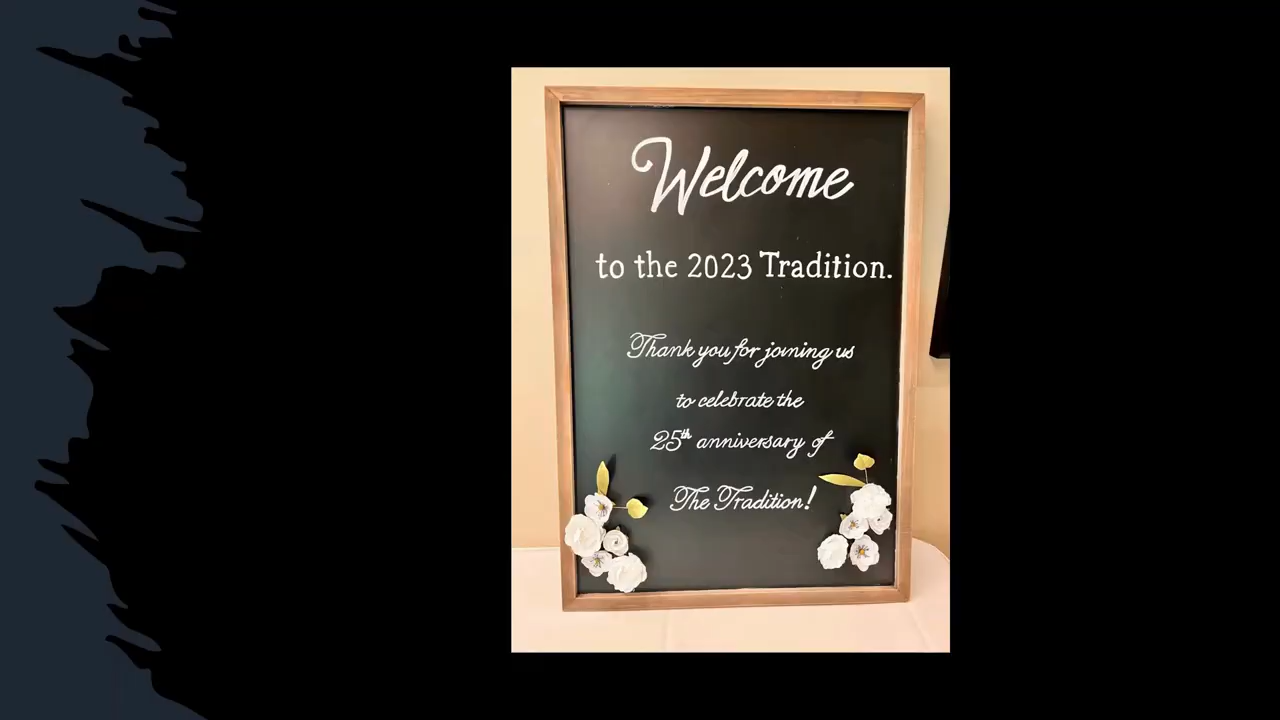 Welcome
to the 2023 Tradition.
Thank you for joining us
to celebrate the
25th anniversary of
The Tradition!